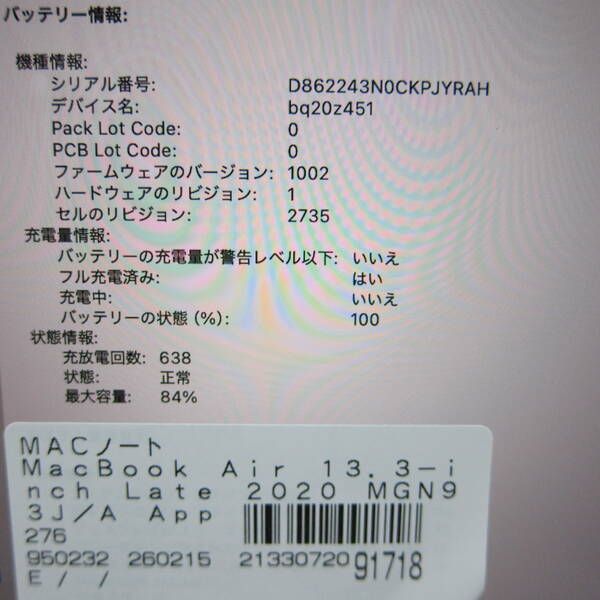 バッテリー情報:
機種情報:
シリアル番号: D862243N0CKPJYRAH
デバイス名: bq20z451
Pack Lot Code: 0
PCB Lot Code: 0
ファームウェアのバージョン: 1002
ハードウェアのリビジョン: 1
セルのリビジョン: 2735
充電量情報:
バッテリーの充電量が警告レベル以下: いいえ
フル充電済み: はい
充電中: いいえ
バッテリーの状態 (%): 100
状態情報:
充放電回数: 638
状態: 正常
最大容量: 84%
MACノート
MacBook Air 13.3-i
nch Late 2020 MGN9
3J/A App
275
950232 260215 21330720 91718
E/ /